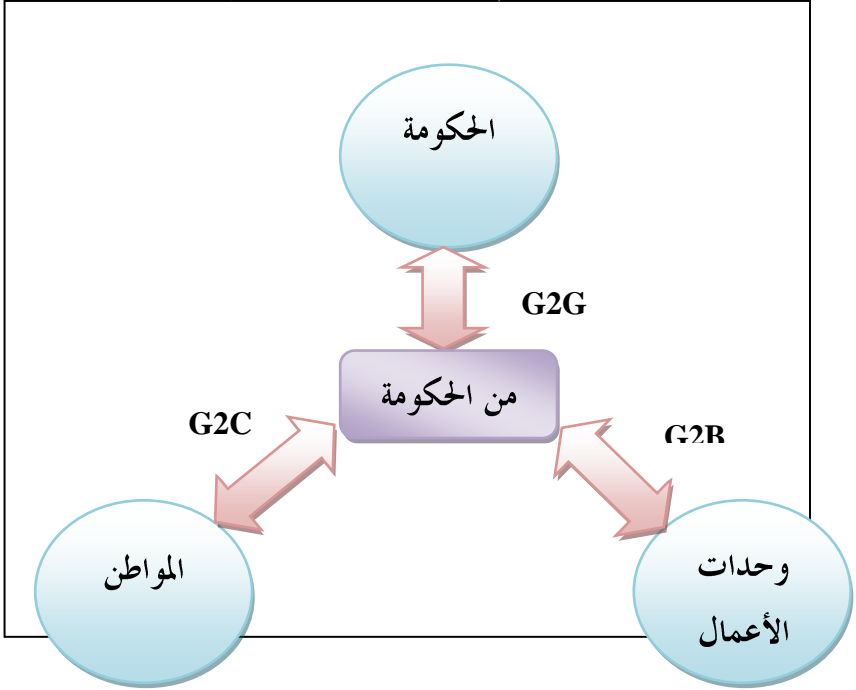 الحكومة
G2G
من الحكومة
G2C
G2B
المواطن
وحدات
الأعمال